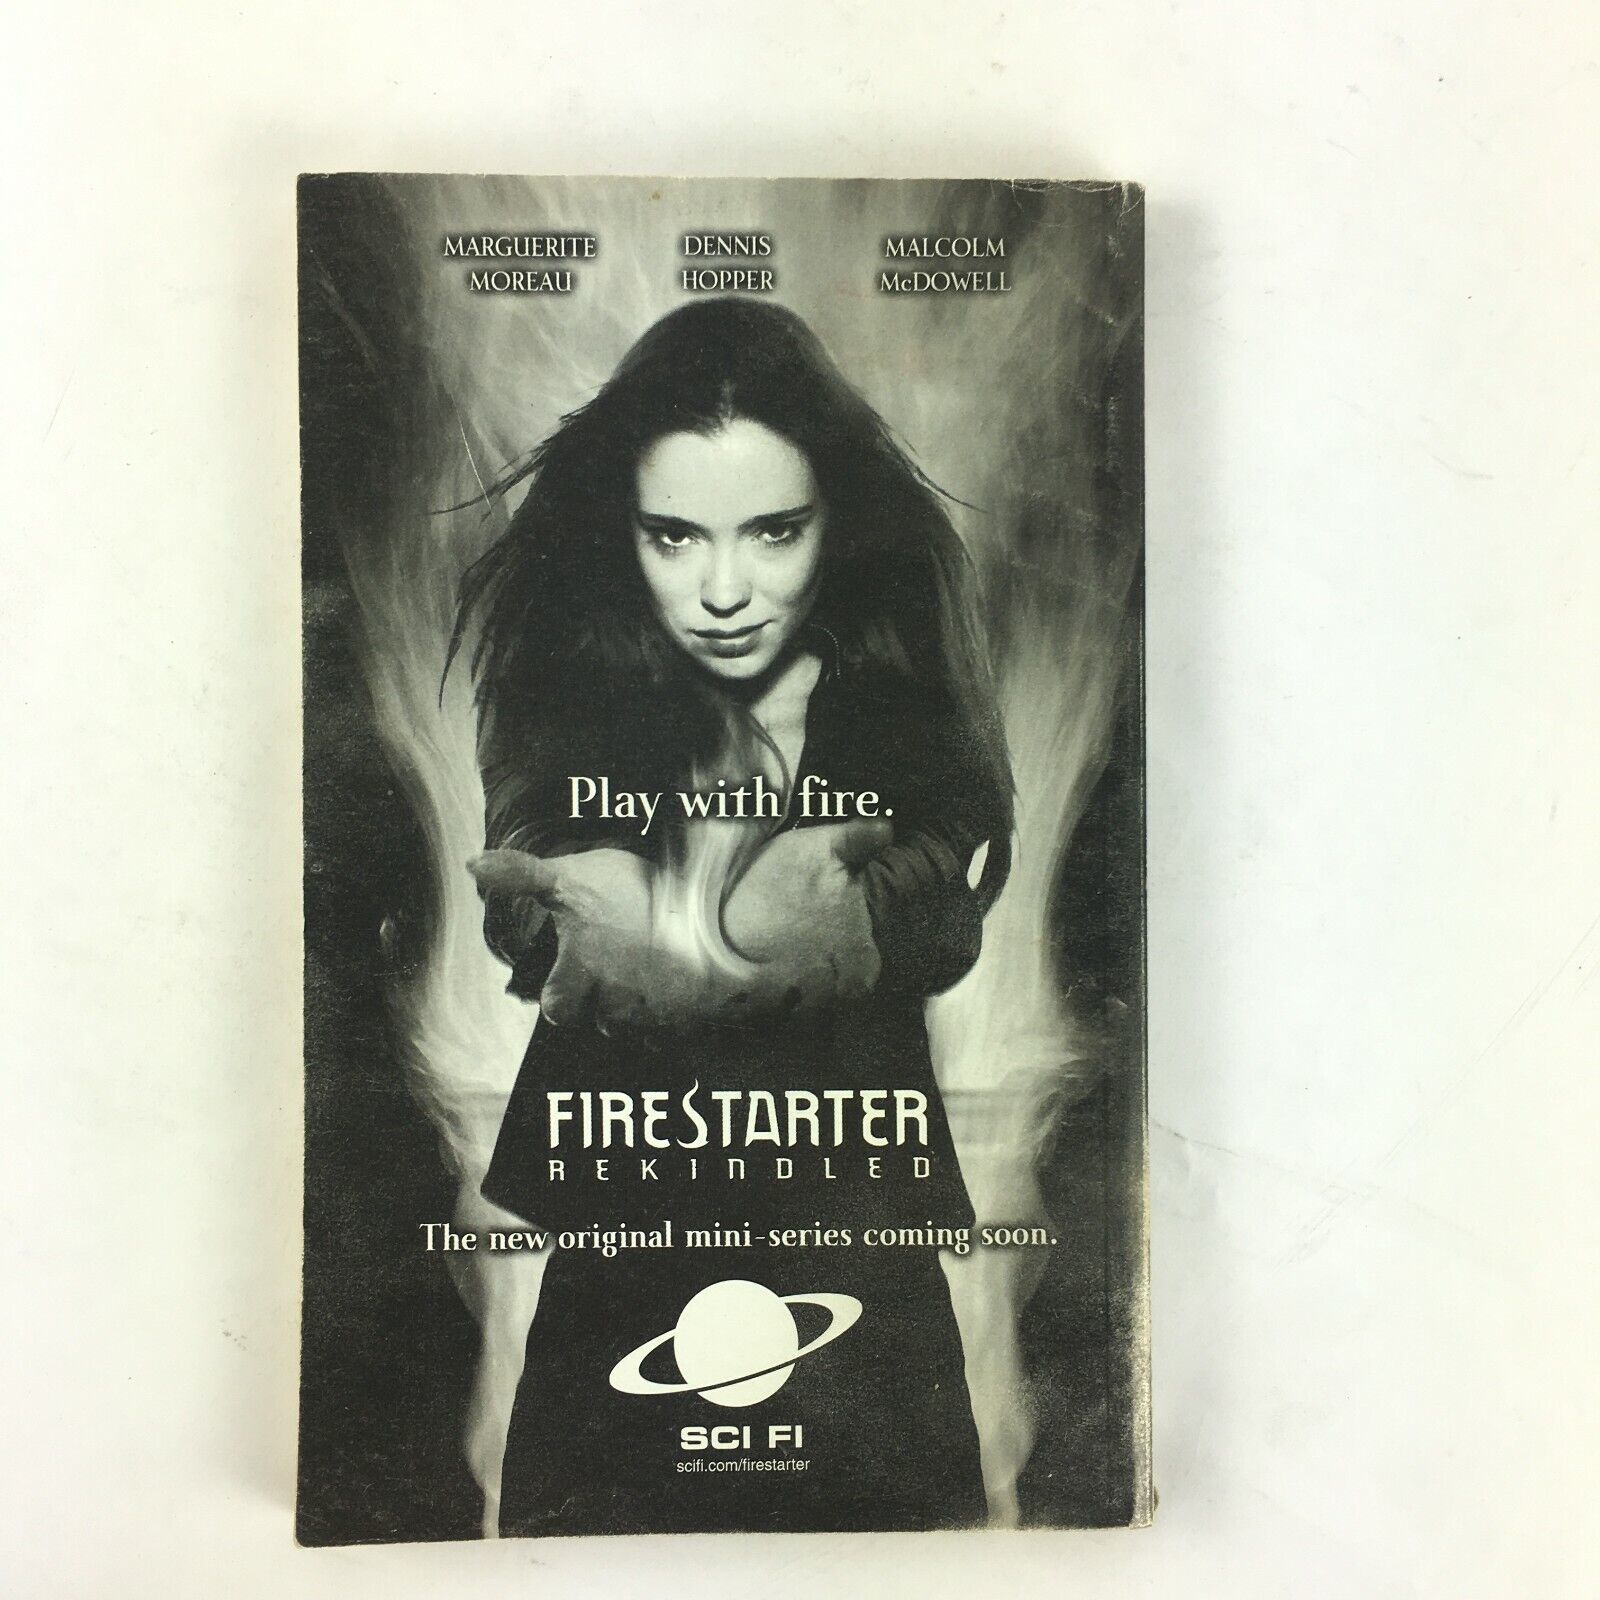 MARGUERITE MOREAU
DENNIS HOPPER
MALCOLM McDOWELL
Play with fire.
FIRESTARTER
REKINDLED
The new original mini-series coming soon.
SCI FI
scifi.com/firestarter